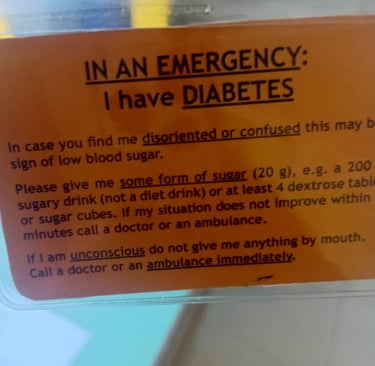 IN AN EMERGENCY:
I have DIABETES
In case you find me disoriented or confused this may b
sign of low blood sugar.
Please give me some form of sugar (20 g), e.g. a 200
sugary drink (not a diet drink) or at least 4 dextrose table
or sugar cubes. If my situation does not improve within
minutes call a doctor or an ambulance.
If I am unconscious do not give me anything by mouth.
Call a doctor or an ambulance immediately.